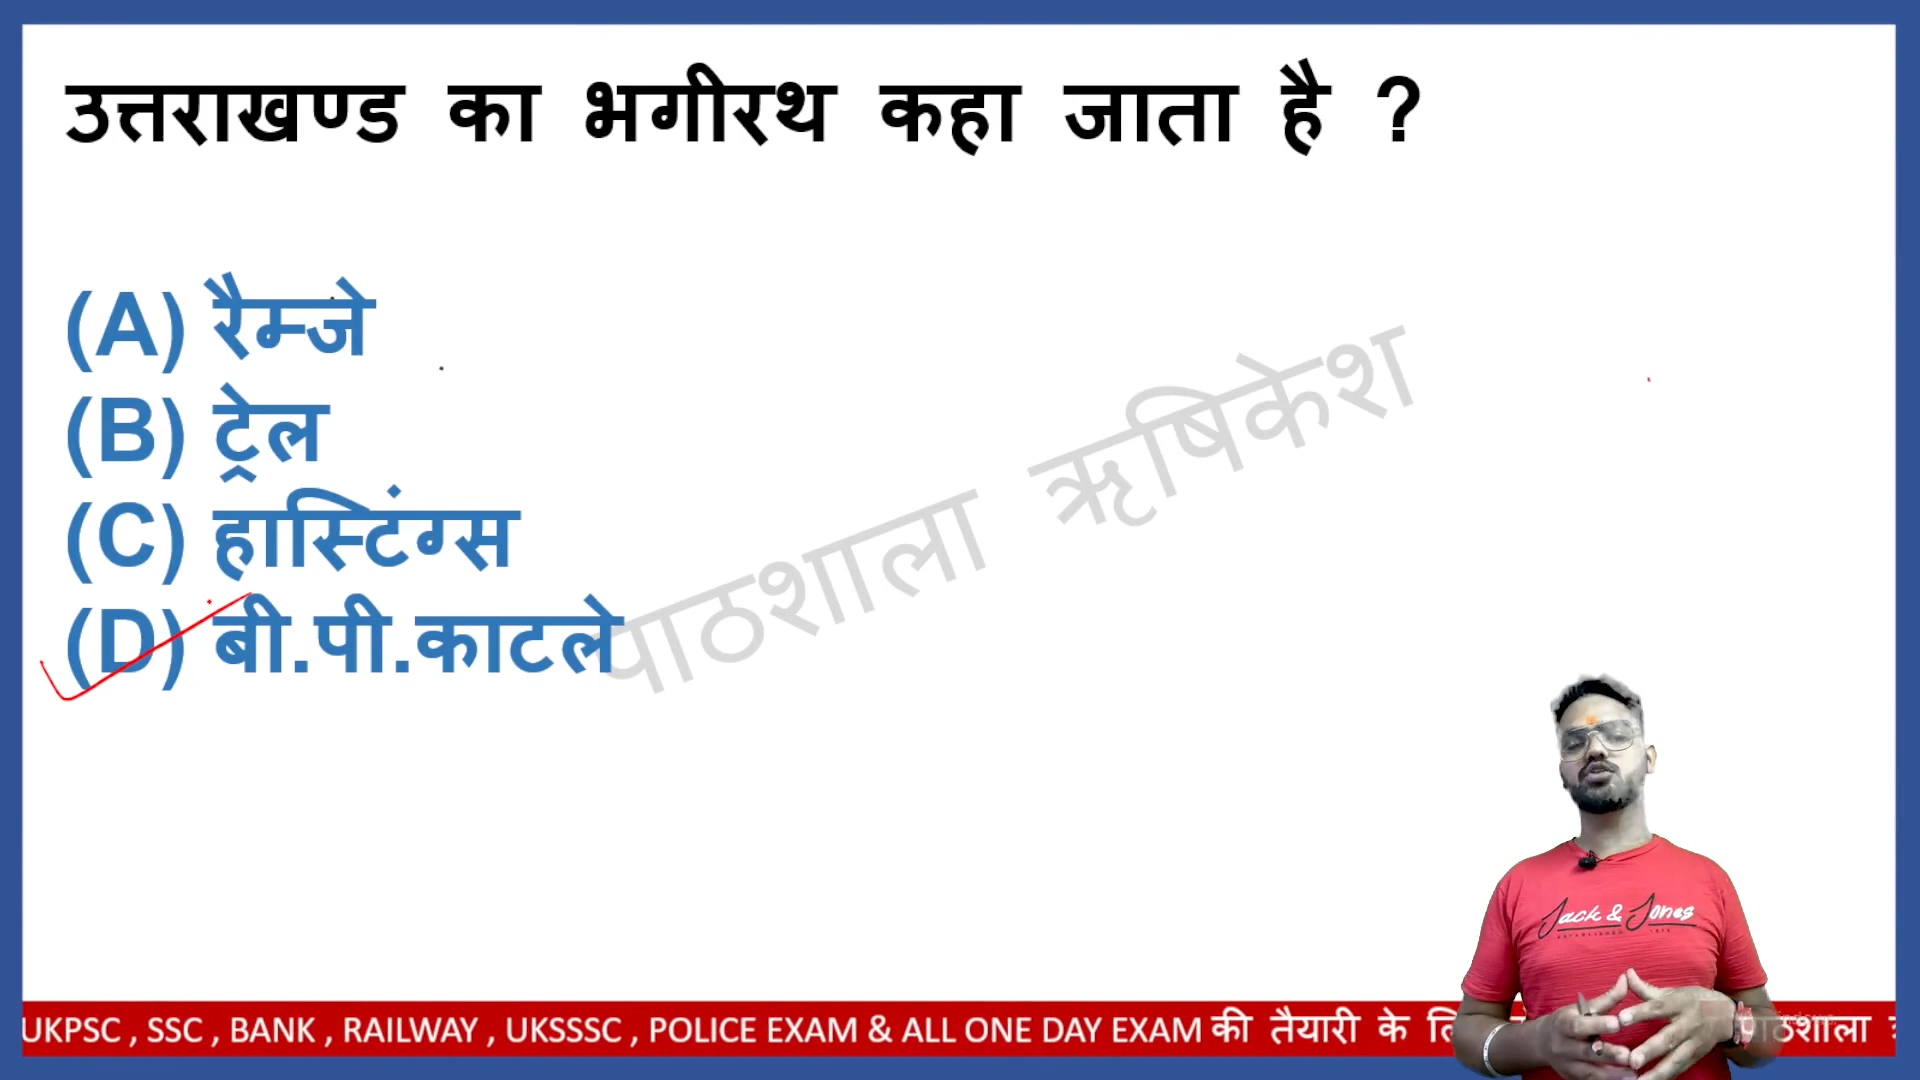 उत्तराखण्ड का भगीरथ कहा जाता है ?
(A) रैम्जे
(B) ट्रेल
(C) हास्टिंग्स
(D) बी.पी.काटले
पाठशाला ऋषिकेश
Jack & Jones
UKPSC , SSC , BANK , RAILWAY , UKSSSC , POLICE EXAM & ALL ONE DAY EXAM की तैयारी के पाठशाला